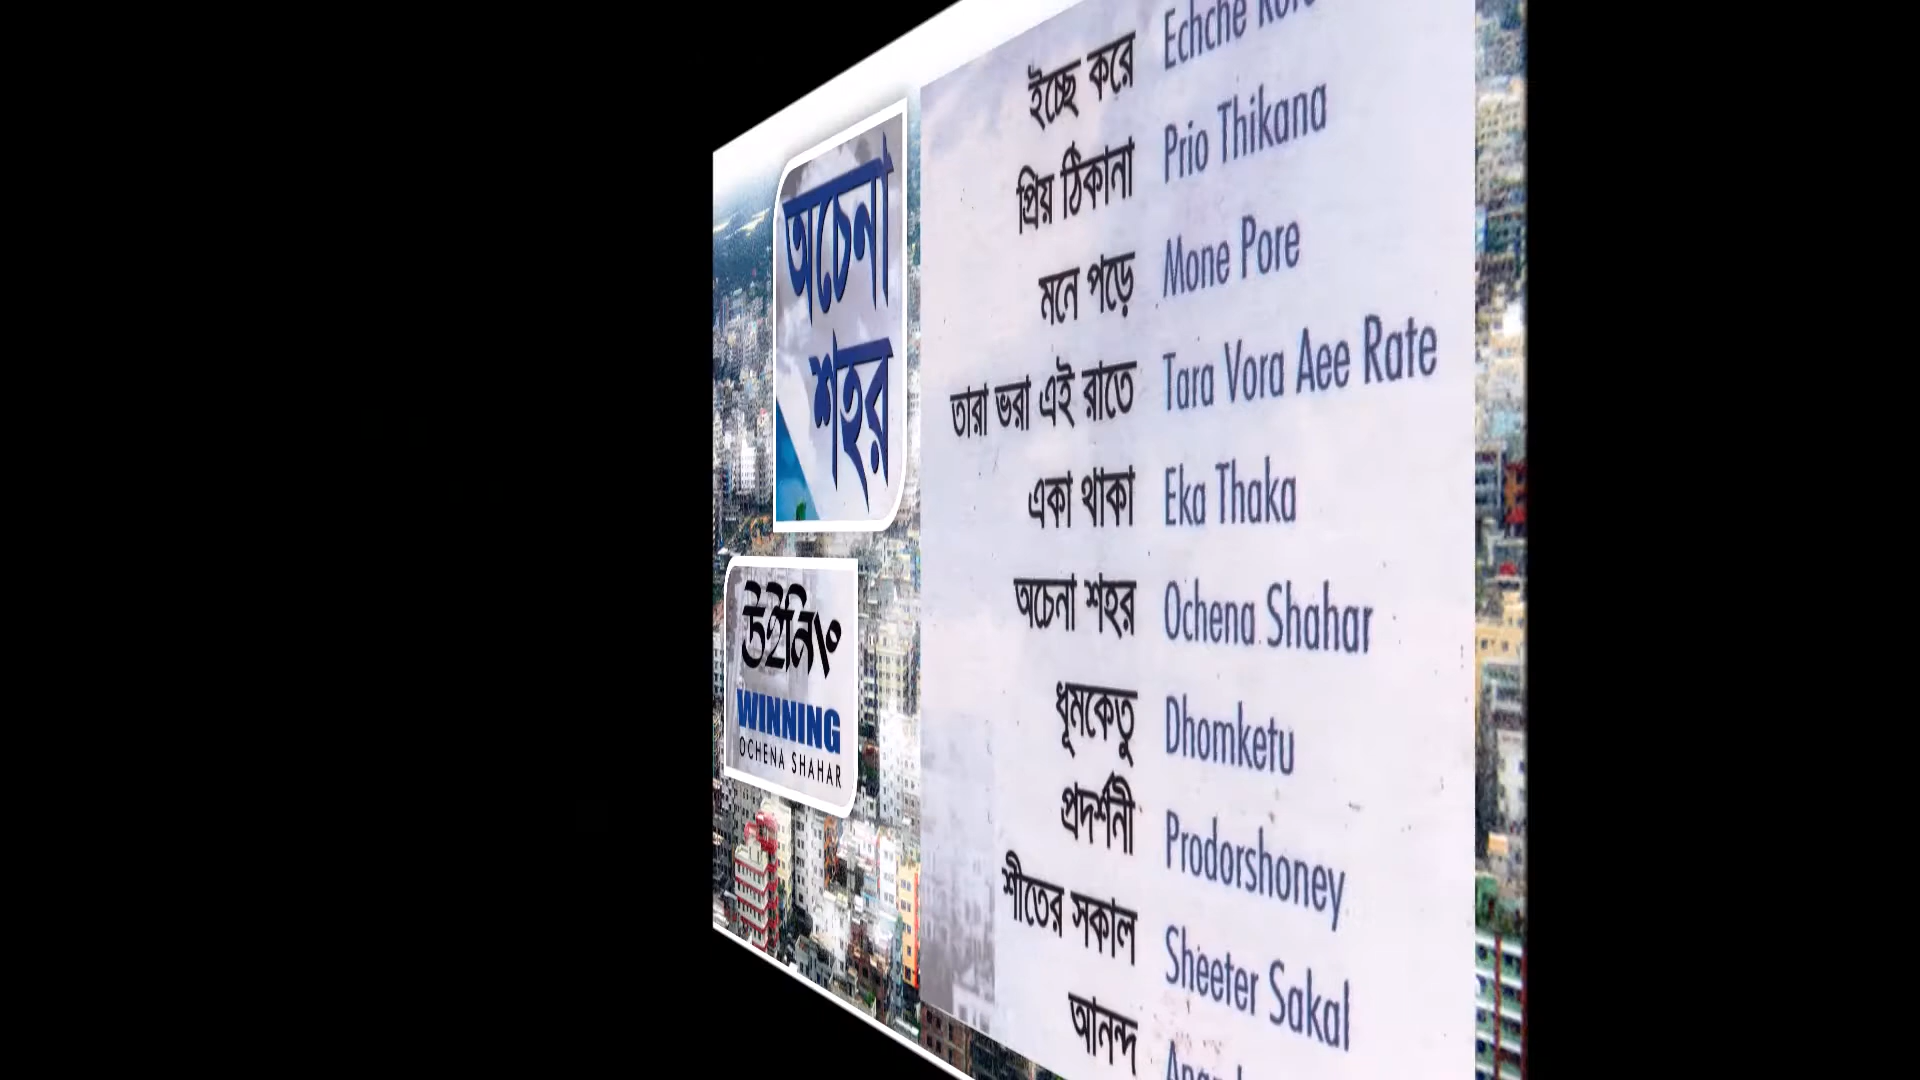 অচেনা
শহর
উইনিং
WINNING
OCHENA SHAHAR
ইচ্ছে করে Echche
প্রিয় ঠিকানা Prio Thikana
মনে পড়ে Mone Pore
তারা ভরা এই রাতে Tara Vora Aee Rate
একা থাকা Eka Thaka
অচেনা শহর Ochena Shahar
ধূমকেতু Dhomketu
প্রদর্শনী Prodorshoney
শীতের সকাল Sheeter Sakal
আনন্দ